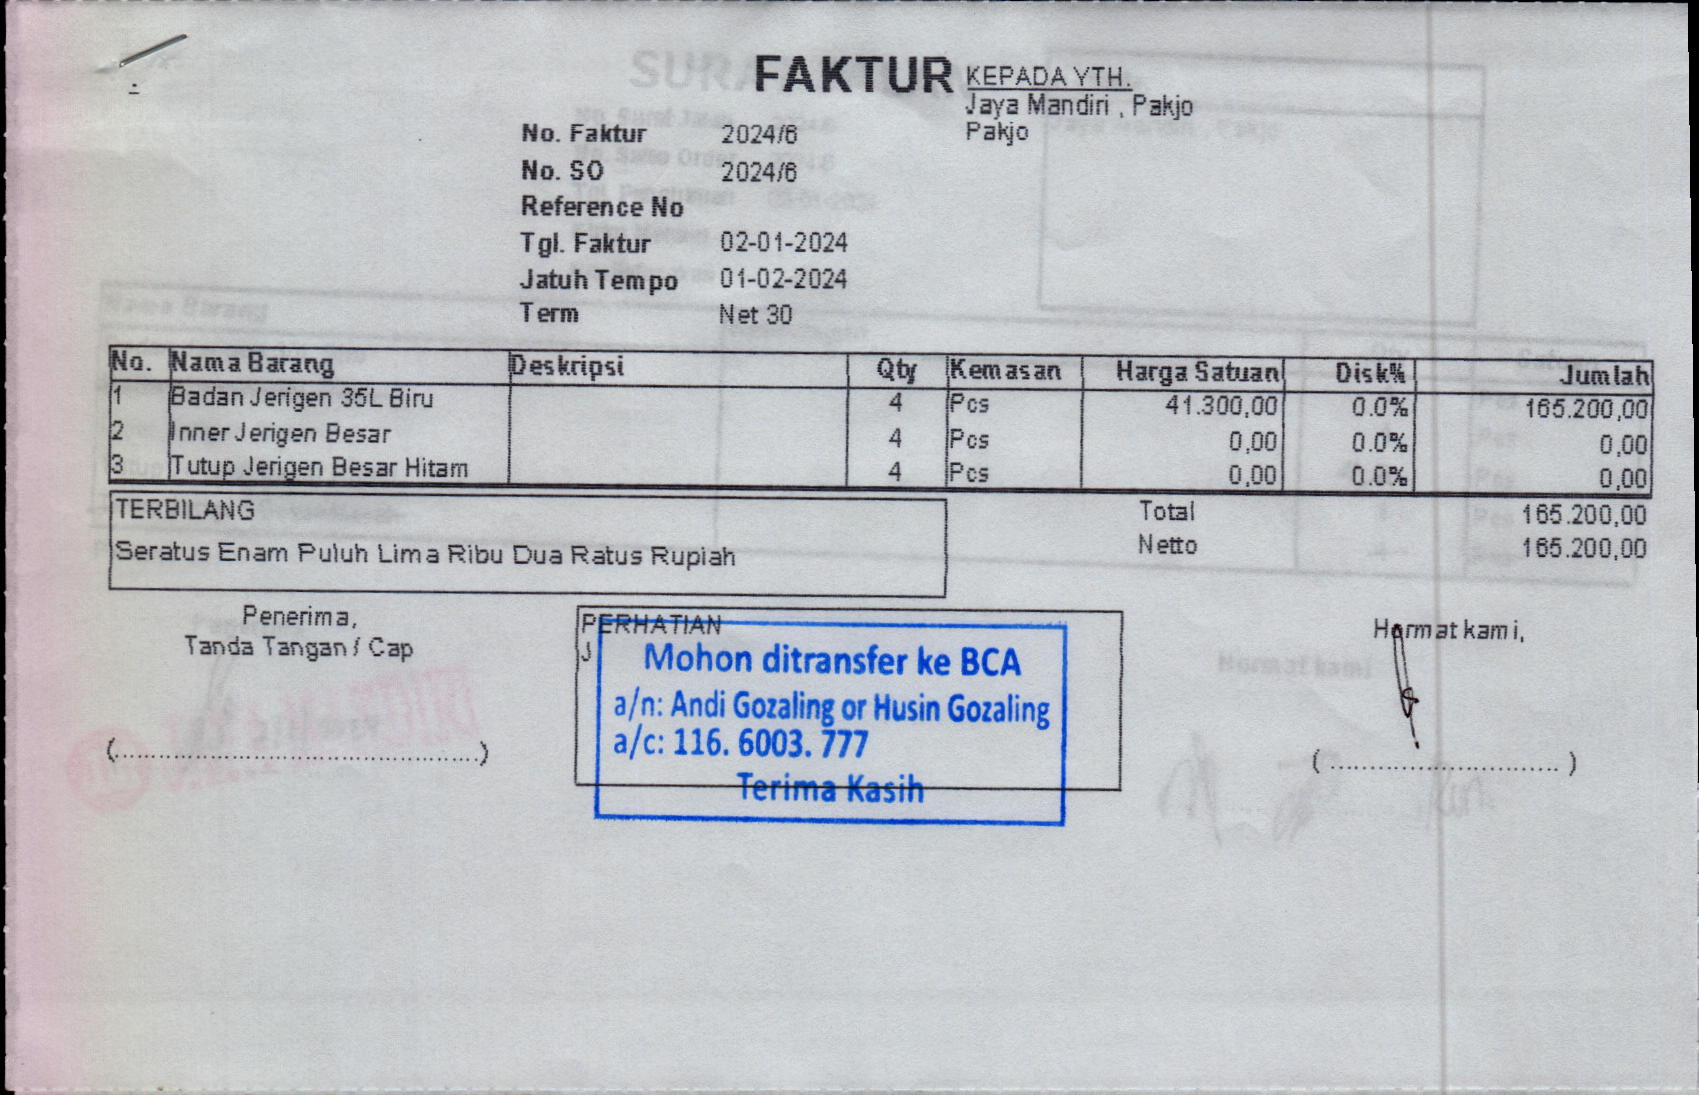 FAKTUR
KEPADA YTH.
Jaya Mandiri , Pakjo
Pakjo
No. Faktur 2024/6
No. SO 2024/6
Reference No
Tgl. Faktur 02-01-2024
Jatuh Tempo 01-02-2024
Term Net 30
No. Nama Barang Deskripsi Qty Kemasan Harga Satuan Disk% Jumlah
1 Badan Jerigen 35L Biru 4 Pcs 41.300,00 0.0% 165.200,00
2 Inner Jerigen Besar 4 Pcs 0,00 0.0% 0,00
3 Tutup Jerigen Besar Hitam 4 Pcs 0,00 0.0% 0,00
TERBILANG
Seratus Enam Puluh Lima Ribu Dua Ratus Rupiah
Total 165.200,00
Netto 165.200,00
Penerima,
Tanda Tangan / Cap
(..............................................)
PERHATIAN
J
Mohon ditransfer ke BCA
a/n: Andi Gozaling or Husin Gozaling
a/c: 116. 6003. 777
Terima Kasih
Hormat kami,
( ............................. )